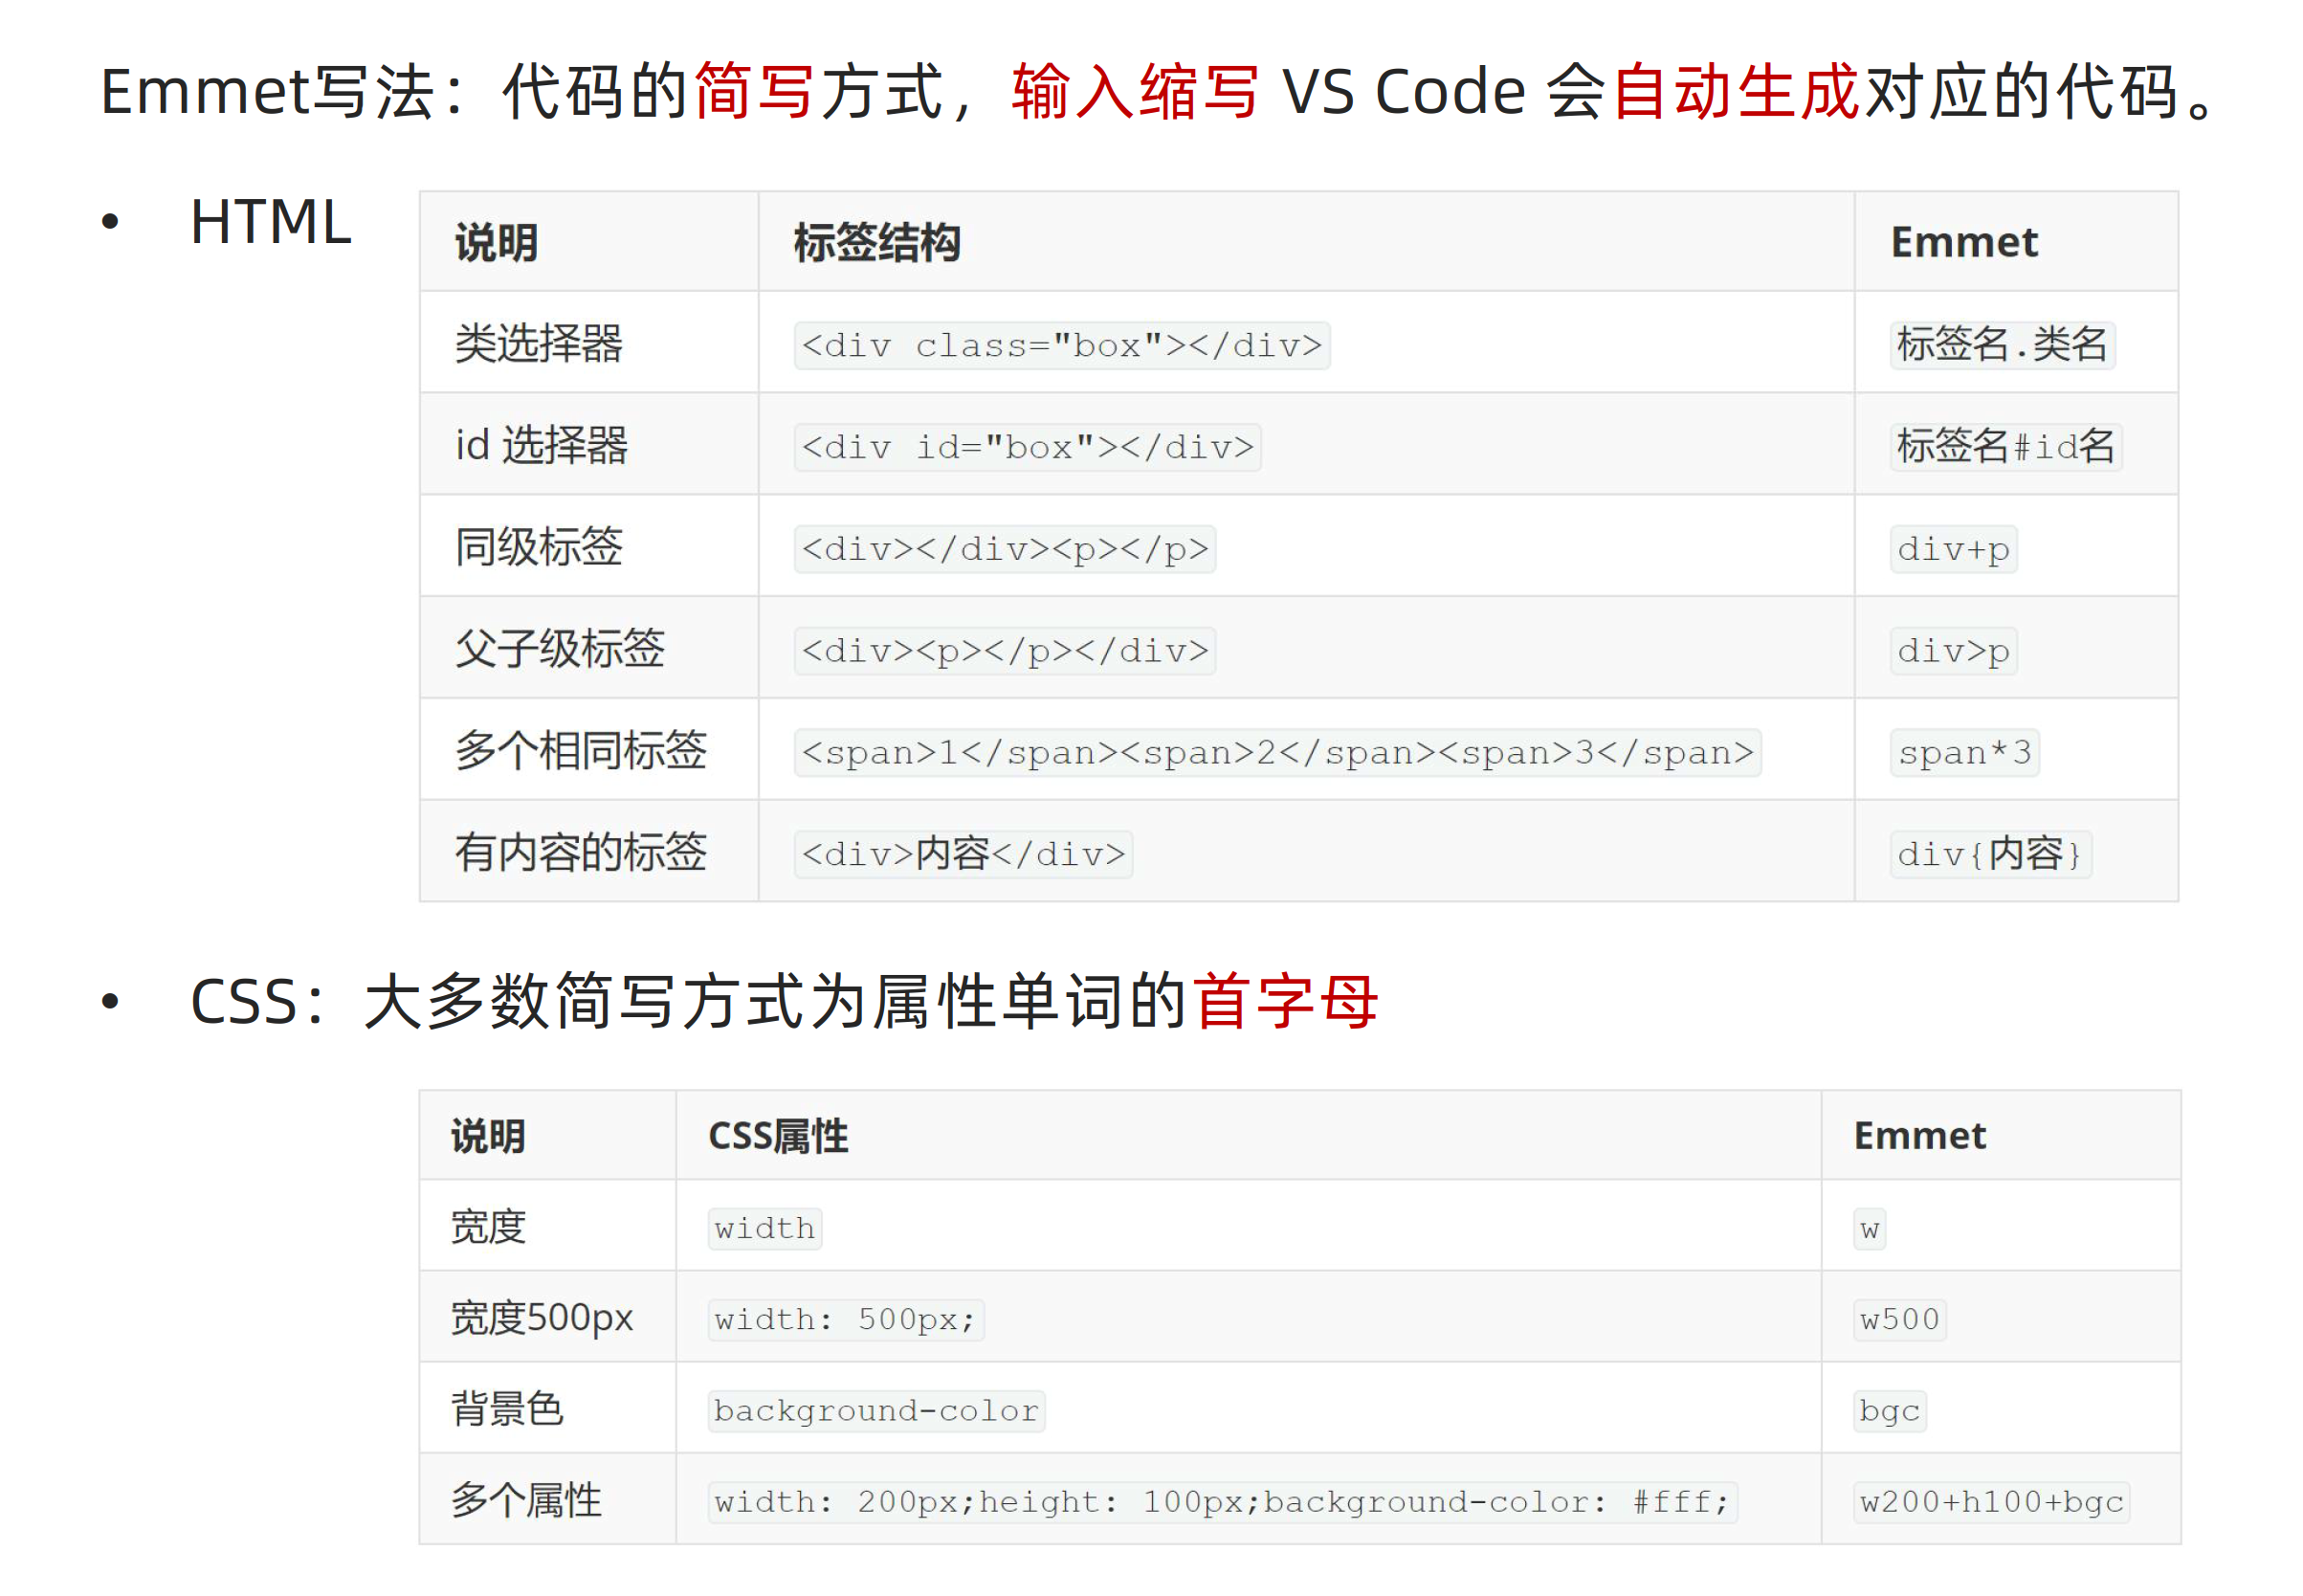 Emmet写法：代码的简写方式，输入缩写 VS Code 会自动生成对应的代码。
• HTML
说明 标签结构 Emmet
类选择器 <div class="box"></div> 标签名.类名
id 选择器 <div id="box"></div> 标签名#id名
同级标签 <div></div><p></p> div+p
父子级标签 <div><p></p></div> div>p
多个相同标签 <span>1</span><span>2</span><span>3</span> span*3
有内容的标签 <div>内容</div> div{内容}
• CSS：大多数简写方式为属性单词的首字母
说明 CSS属性 Emmet
宽度 width w
宽度500px width: 500px; w500
背景色 background-color bgc
多个属性 width: 200px;height: 100px;background-color: #fff; w200+h100+bgc